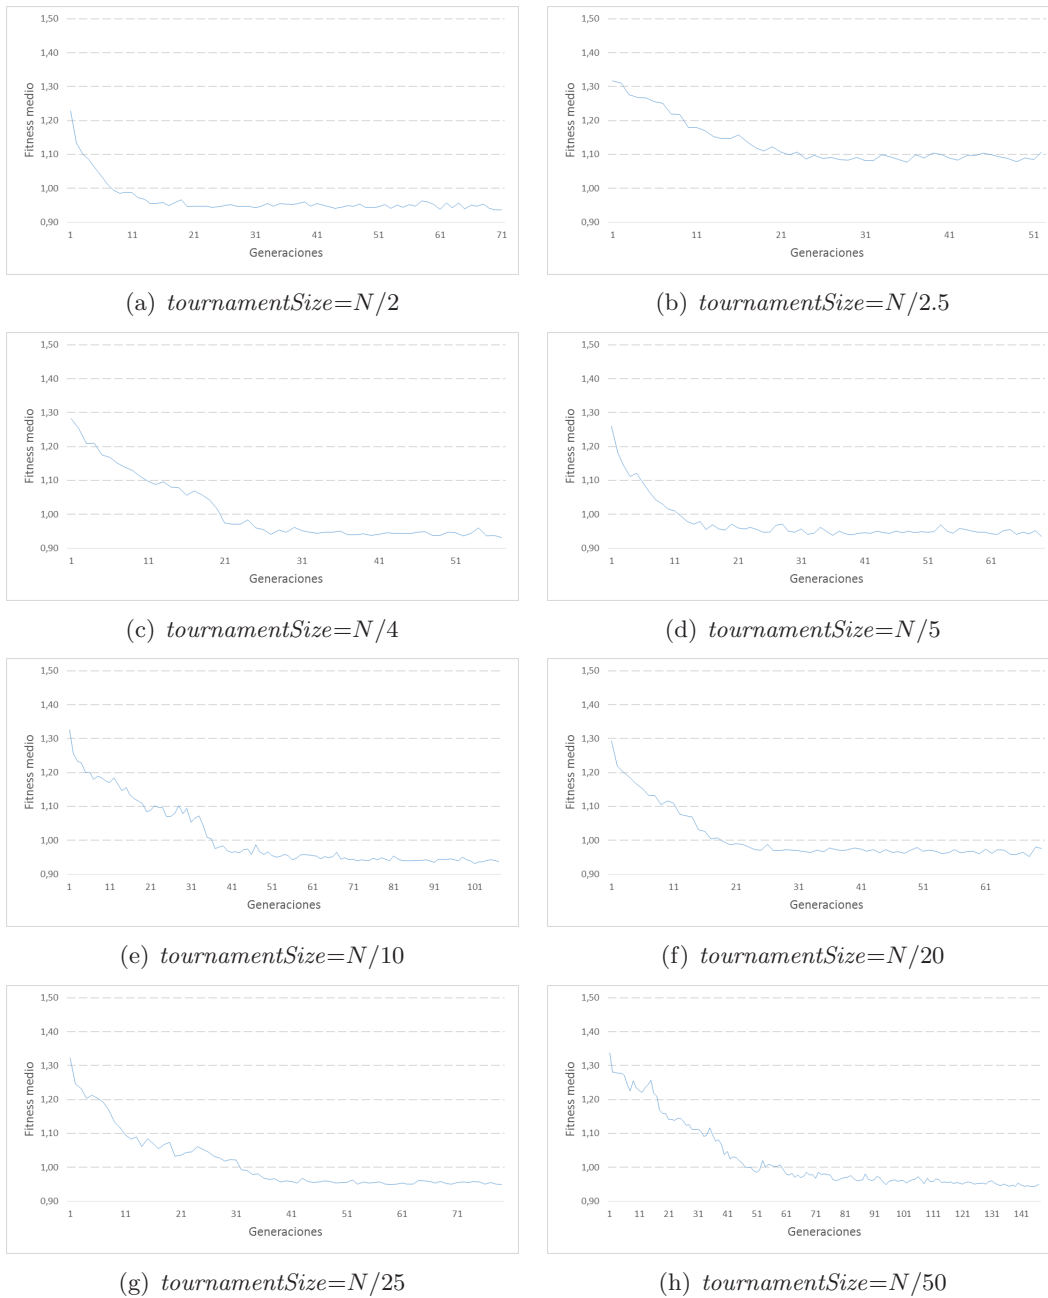 1,50
1,40
1,30
1,20
1,10
1,00
0,90
Fitness medio
1 11 21 31 41 51 61 71
Generaciones
(a) tournamentSize=N/2
1,50
1,40
1,30
1,20
1,10
1,00
0,90
Fitness medio
1 11 21 31 41 51
Generaciones
(b) tournamentSize=N/2.5
1,50
1,40
1,30
1,20
1,10
1,00
0,90
Fitness medio
1 11 21 31 41 51
Generaciones
(c) tournamentSize=N/4
1,50
1,40
1,30
1,20
1,10
1,00
0,90
Fitness medio
1 11 21 31 41 51 61
Generaciones
(d) tournamentSize=N/5
1,50
1,40
1,30
1,20
1,10
1,00
0,90
Fitness medio
1 11 21 31 41 51 61 71 81 91 101
Generaciones
(e) tournamentSize=N/10
1,50
1,40
1,30
1,20
1,10
1,00
0,90
Fitness medio
1 11 21 31 41 51 61
Generaciones
(f) tournamentSize=N/20
1,50
1,40
1,30
1,20
1,10
1,00
0,90
Fitness medio
1 11 21 31 41 51 61 71
Generaciones
(g) tournamentSize=N/25
1,50
1,40
1,30
1,20
1,10
1,00
0,90
Fitness medio
1 11 21 31 41 51 61 71 81 91 101 111 121 131 141
Generaciones
(h) tournamentSize=N/50